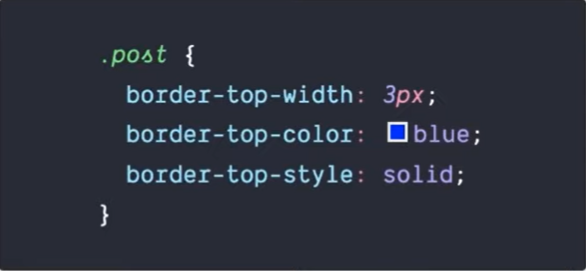 .post {
  border-top-width: 3px;
  border-top-color: blue;
  border-top-style: solid;
}